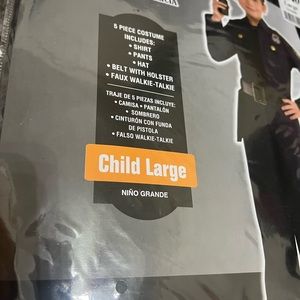 5 PIECE COSTUME
INCLUDES:
• SHIRT
• PANTS
• HAT
• BELT WITH HOLSTER
• FAUX WALKIE-TALKIE
TRAJE DE 5 PIEZAS INCLUYE:
• CAMISA • PANTALÓN
• SOMBRERO
• CINTURÓN CON FUNDA
DE PISTOLA
• FALSO WALKIE-TALKIE
Child Large
NIÑO GRANDE